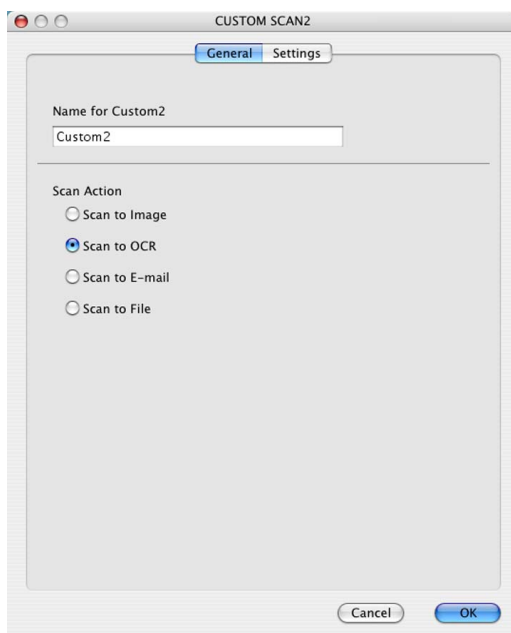 CUSTOM SCAN2
General Settings
Name for Custom2
Custom2
Scan Action
Scan to Image
Scan to OCR
Scan to E-mail
Scan to File
Cancel OK